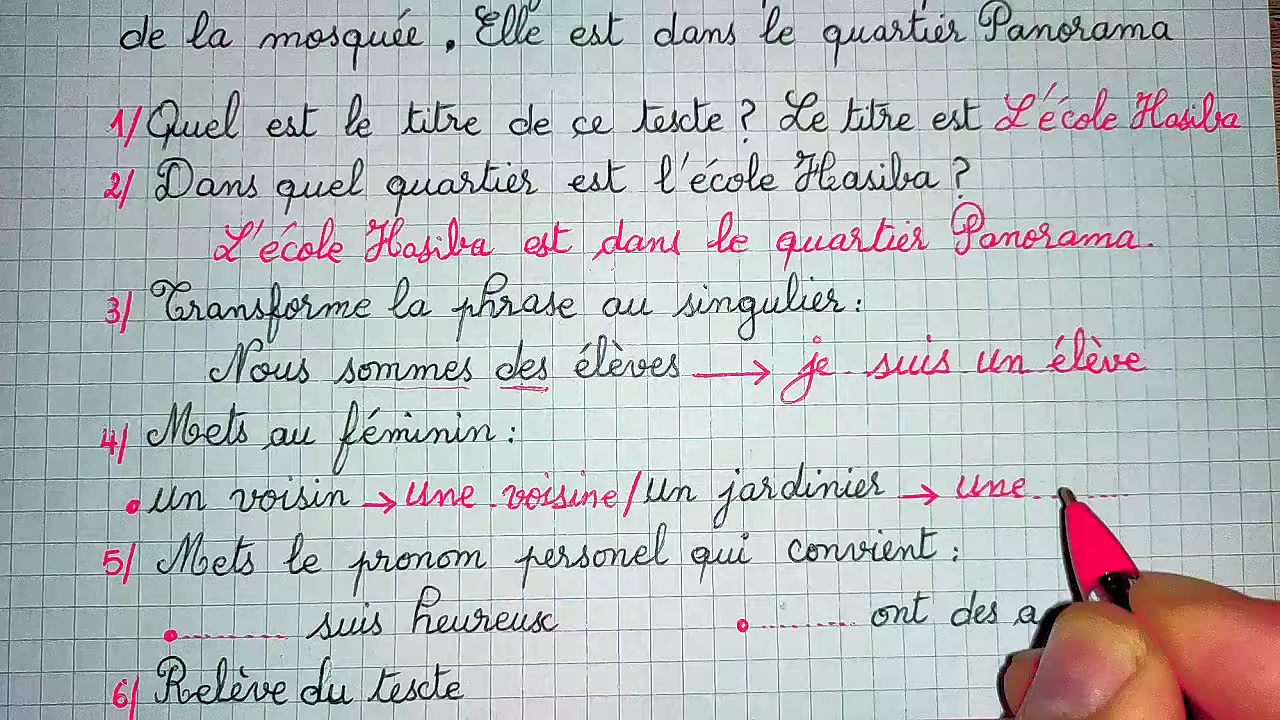 de la mosquée. Elle est dans le quartier Panorama
1/ Quel est le titre de ce texte ? Le titre est L'école Hasiba
2/ Dans quel quartier est l'école Hasiba ?
L'école Hasiba est dans le quartier Panorama.
3/ Transforme la phrase au singulier :
Nous sommes des élèves → je suis un élève
4/ Mets au féminin :
• un voisin → une voisine / un jardinier → une ........
5/ Mets le pronom personel qui convient :
• ........ suis heureux • ........ ont des
6/ Relève du texte